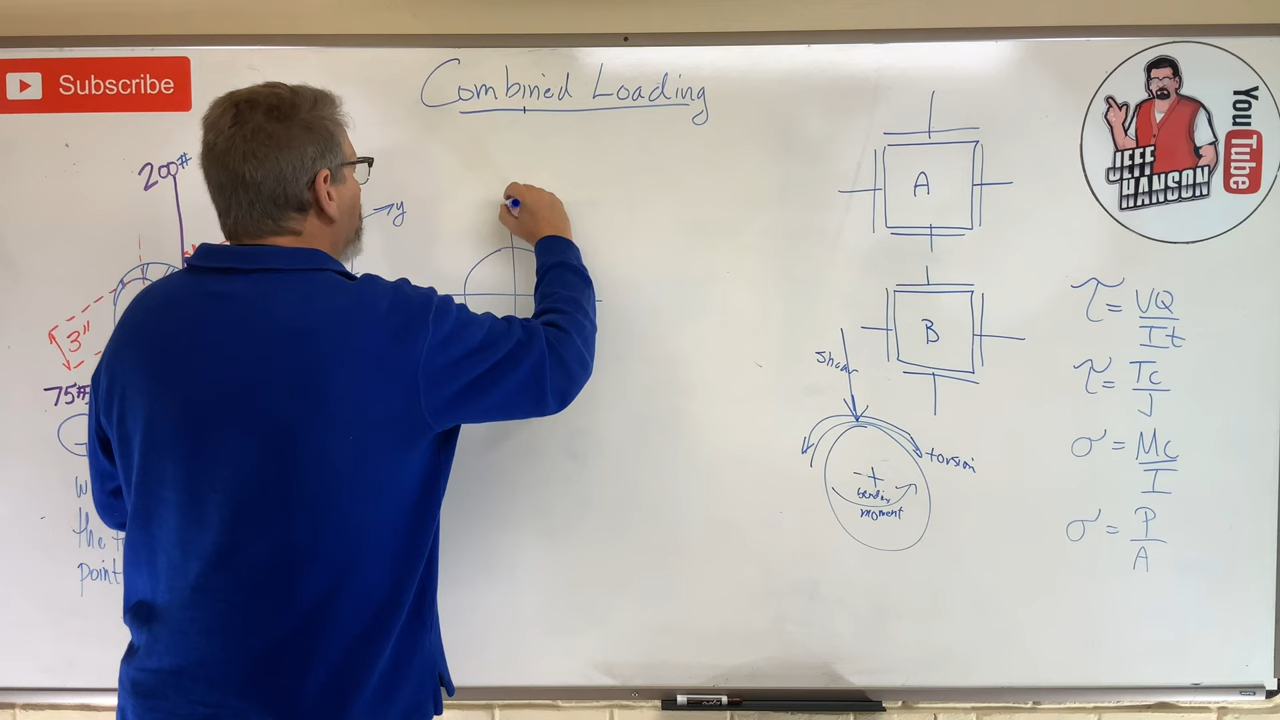 Subscribe
Combined Loading
200#
y
3"
75#
W
the
point
A
B
shear
torsion
bending
moment
τ = VQ/It
τ = Tc/J
σ = Mc/I
σ = P/A
JEFF
HANSON
YouTube